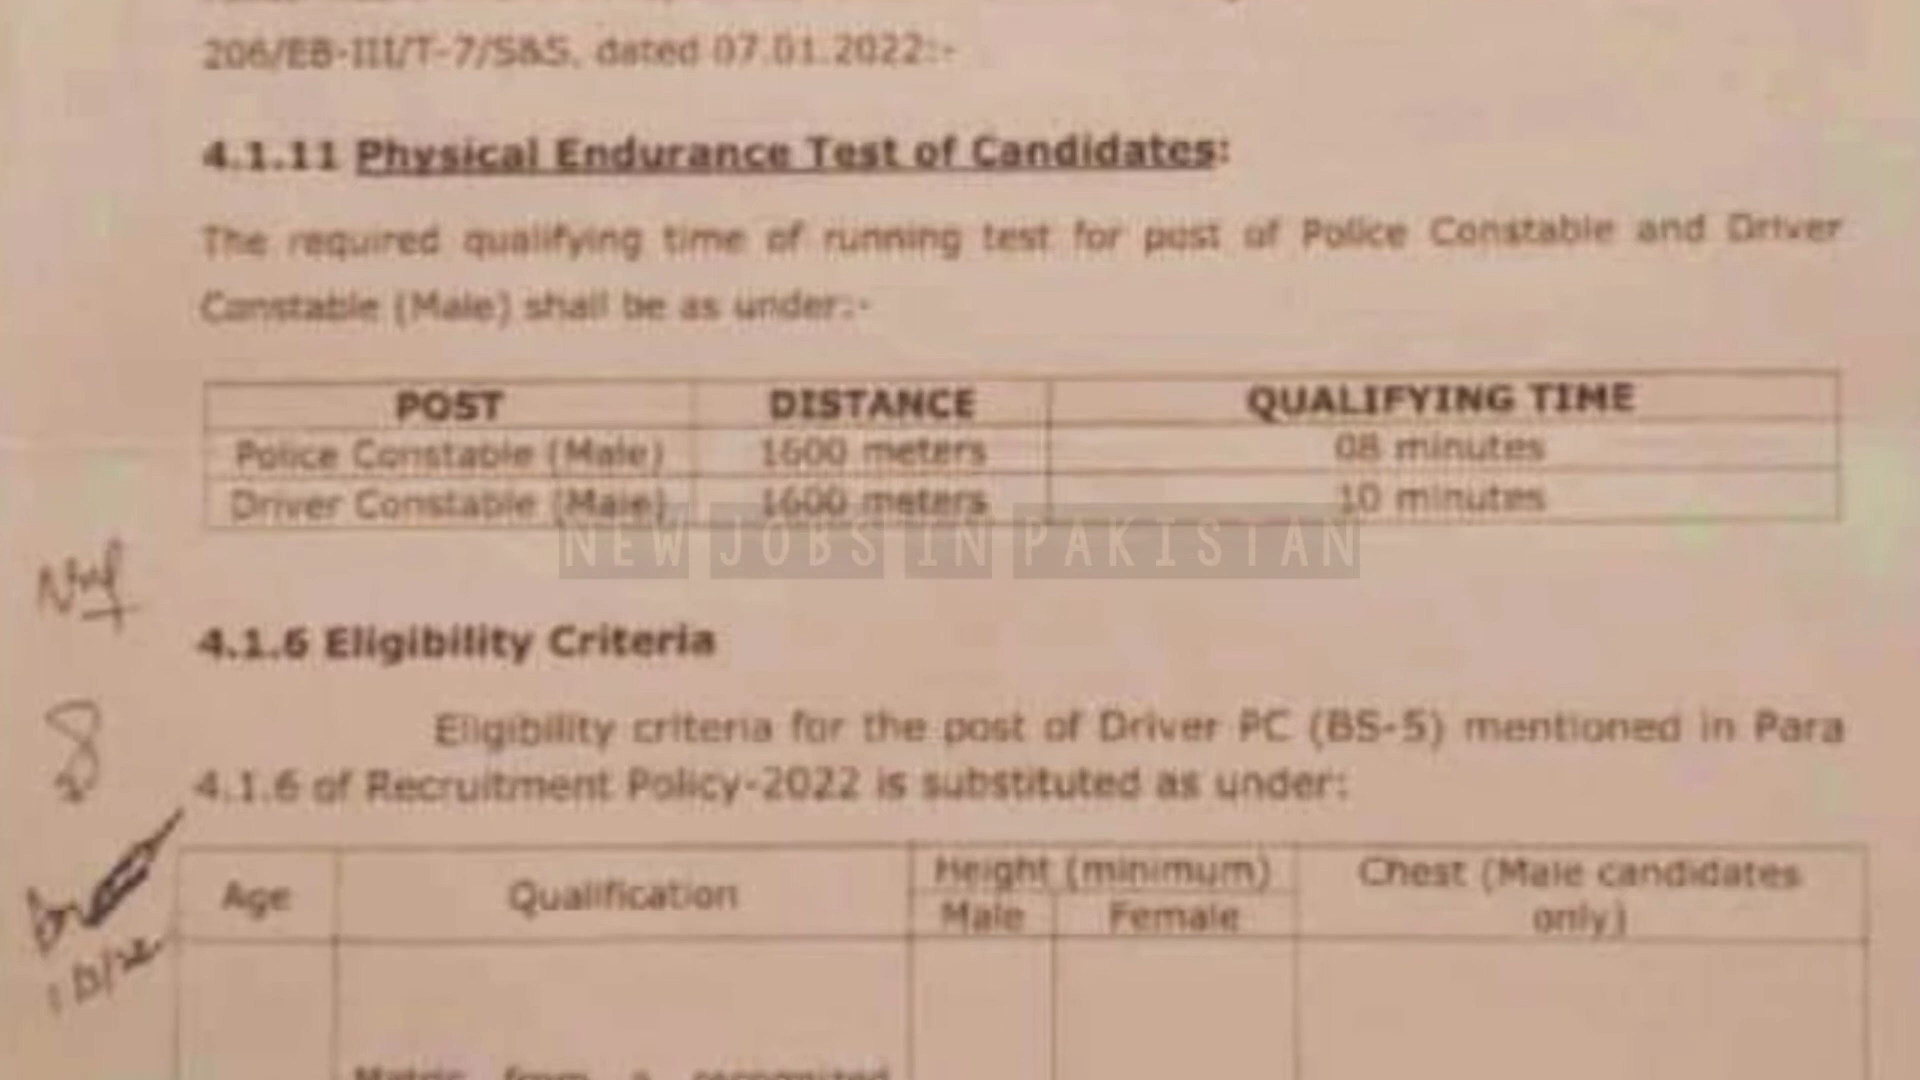 206/EB-III/T-7/S&S, dated 07.01.2022:-
4.1.11 Physical Endurance Test of Candidates:
The required qualifying time of running test for post of Police Constable and Driver
Constable (Male) shall be as under:-
POST DISTANCE QUALIFYING TIME
Police Constable (Male) 1600 meters 08 minutes
Driver Constable (Male) 1600 meters 10 minutes
NEW JOBS IN PAKISTAN
4.1.6 Eligibility Criteria
Eligibility criteria for the post of Driver PC (BS-5) mentioned in Para
4.1.6 of Recruitment Policy-2022 is substituted as under:
Age Qualification Height (minimum) Chest (Male candidates
Male Female only)
Matric from a recognized